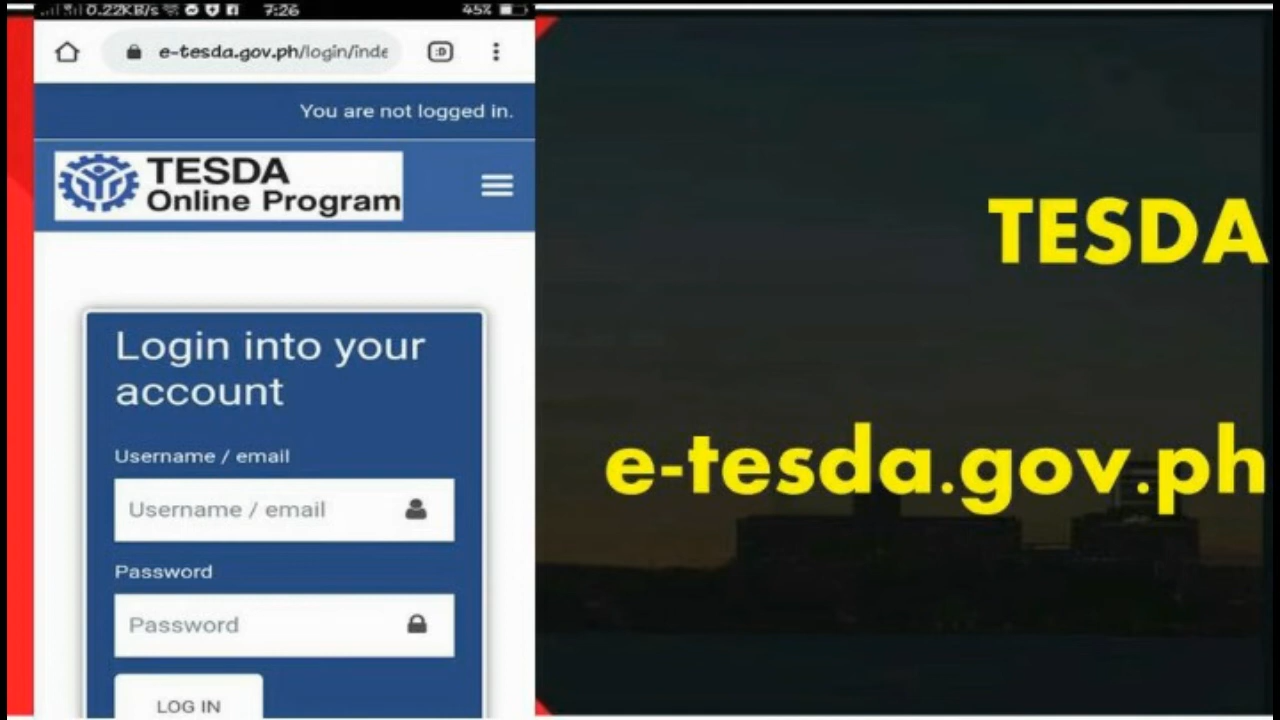 0.22KB/s 7:26 45%
e-tesda.gov.ph/login/inde
:D
You are not logged in.
TESDA
Online Program
Login into your
account
Username / email
Username / email
Password
Password
LOG IN
TESDA
e-tesda.gov.ph